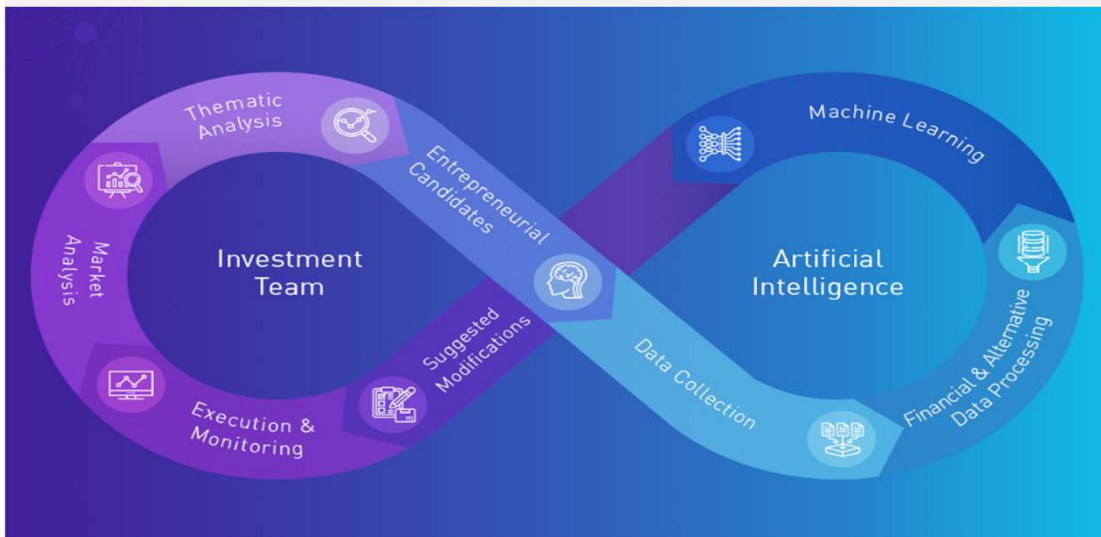 Thematic
Analysis
Entrepreneurial
Candidates
Machine Learning
Market
Analysis
Investment
Team
Artificial
Intelligence
Suggested
Modifications
Data Collection
Financial & Alternative
Data Processing
Execution &
Monitoring